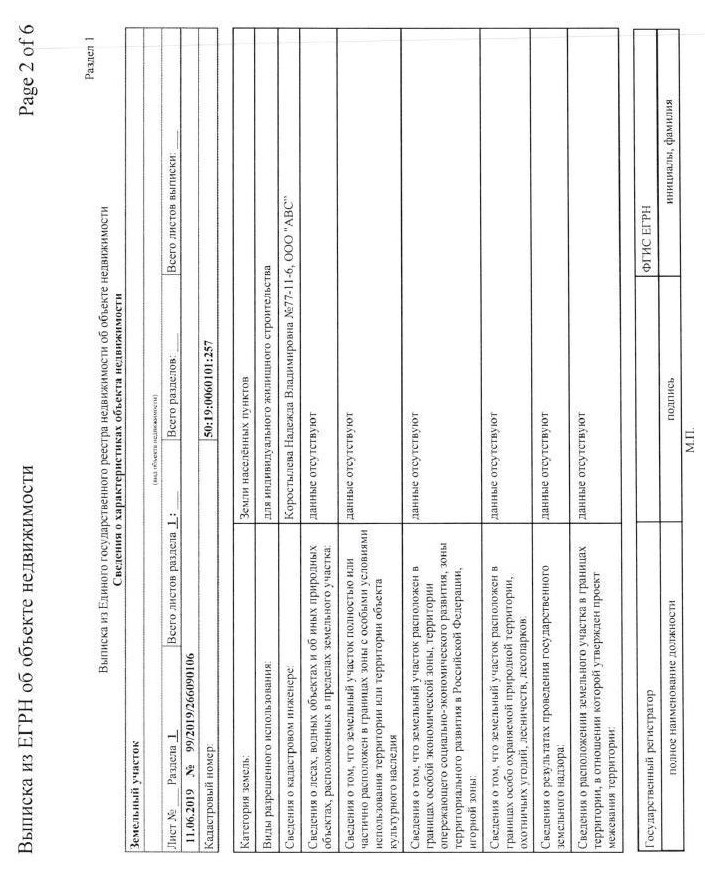 Выписка из ЕГРН об объекте недвижимости
Page 2 of 6
Раздел 1
Выписка из Единого государственного реестра недвижимости об объекте недвижимости
Сведения о характеристиках объекта недвижимости
Земельный участок
(вид объекта недвижимости)
Лист № ___ Раздела 1
Всего листов раздела 1 : ___
Всего разделов: ___
Всего листов выписки: ___
11.06.2019 № 99/2019/266090106
Кадастровый номер:
50:19:0060101:257
Категория земель:
Земли населённых пунктов
Виды разрешенного использования:
для индивидуального жилищного строительства
Сведения о кадастровом инженере:
Коростылева Надежда Владимировна №77-11-6, ООО "АВС"
Сведения о лесах, водных объектах и об иных природных
объектах, расположенных в пределах земельного участка:
данные отсутствуют
Сведения о том, что земельный участок полностью или
частично расположен в границах зоны с особыми условиями
использования территории или территории объекта
культурного наследия
данные отсутствуют
Сведения о том, что земельный участок расположен в
границах особой экономической зоны, территории
опережающего социально-экономического развития, зоны
территориального развития в Российской Федерации,
игорной зоны:
данные отсутствуют
Сведения о том, что земельный участок расположен в
границах особо охраняемой природной территории,
охотничьих угодий, лесничеств, лесопарков:
данные отсутствуют
Сведения о результатах проведения государственного
земельного надзора:
данные отсутствуют
Сведения о расположении земельного участка в границах
территории, в отношении которой утвержден проект
межевания территории:
данные отсутствуют
Государственный регистратор
ФГИС ЕГРН
полное наименование должности
подпись
инициалы, фамилия
М.П.